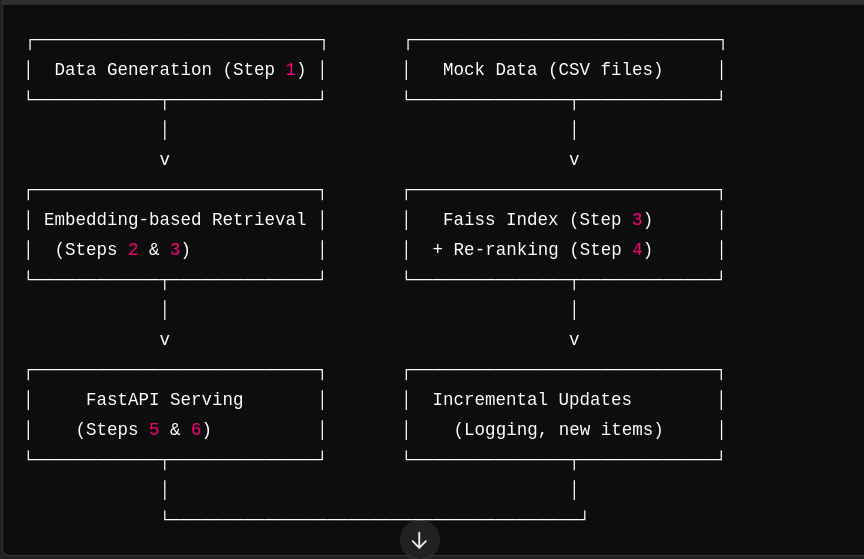 Data Generation (Step 1)
Mock Data (CSV files)
v
v
Embedding-based Retrieval
(Steps 2 & 3)
Faiss Index (Step 3)
+ Re-ranking (Step 4)
v
v
FastAPI Serving
(Steps 5 & 6)
Incremental Updates
(Logging, new items)